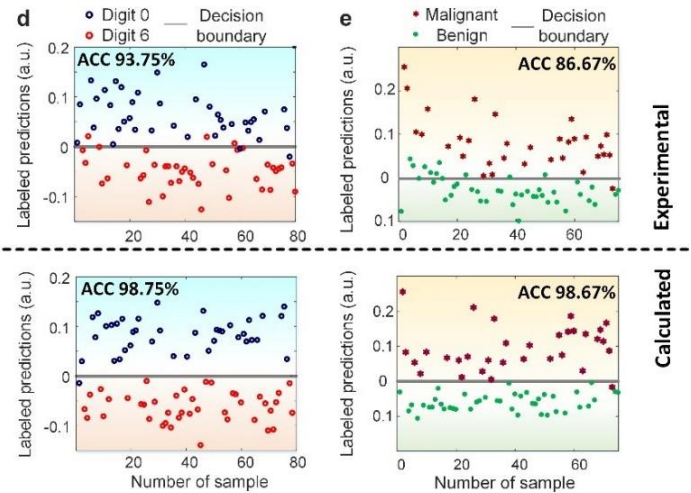 d
Digit 0
Digit 6
Decision
boundary
ACC 93.75%
Labeled predictions (a.u.)
0.2
0.1
0
-0.1
20
40
60
80
e
Malignant
Benign
Decision
boundary
ACC 86.67%
Labeled predictions (a.u.)
0.2
0.1
0
0.1
0
20
40
60
Experimental
ACC 98.75%
Labeled predictions (a.u.)
0.2
0.1
0
-0.1
20
40
60
80
Number of sample
ACC 98.67%
Labeled predictions (a.u.)
0.2
0.1
0
0.1
0
20
40
60
Number of sample
Calculated